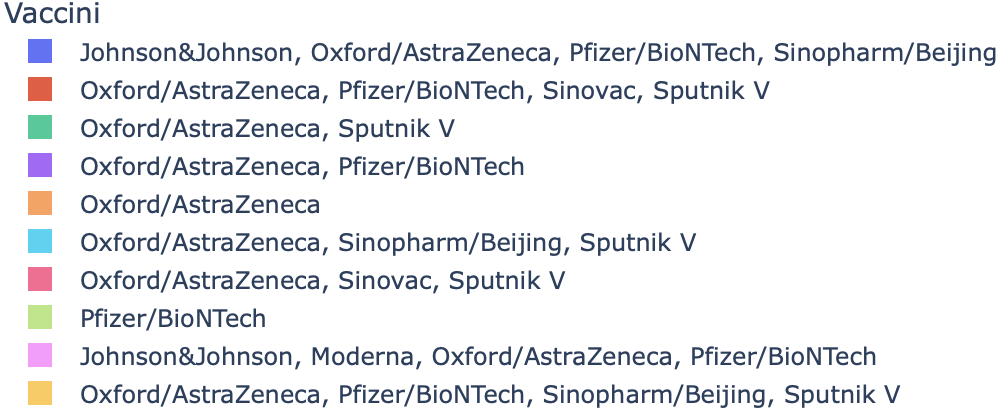 Vaccini
Johnson&Johnson, Oxford/AstraZeneca, Pfizer/BioNTech, Sinopharm/Beijing
Oxford/AstraZeneca, Pfizer/BioNTech, Sinovac, Sputnik V
Oxford/AstraZeneca, Sputnik V
Oxford/AstraZeneca, Pfizer/BioNTech
Oxford/AstraZeneca
Oxford/AstraZeneca, Sinopharm/Beijing, Sputnik V
Oxford/AstraZeneca, Sinovac, Sputnik V
Pfizer/BioNTech
Johnson&Johnson, Moderna, Oxford/AstraZeneca, Pfizer/BioNTech
Oxford/AstraZeneca, Pfizer/BioNTech, Sinopharm/Beijing, Sputnik V